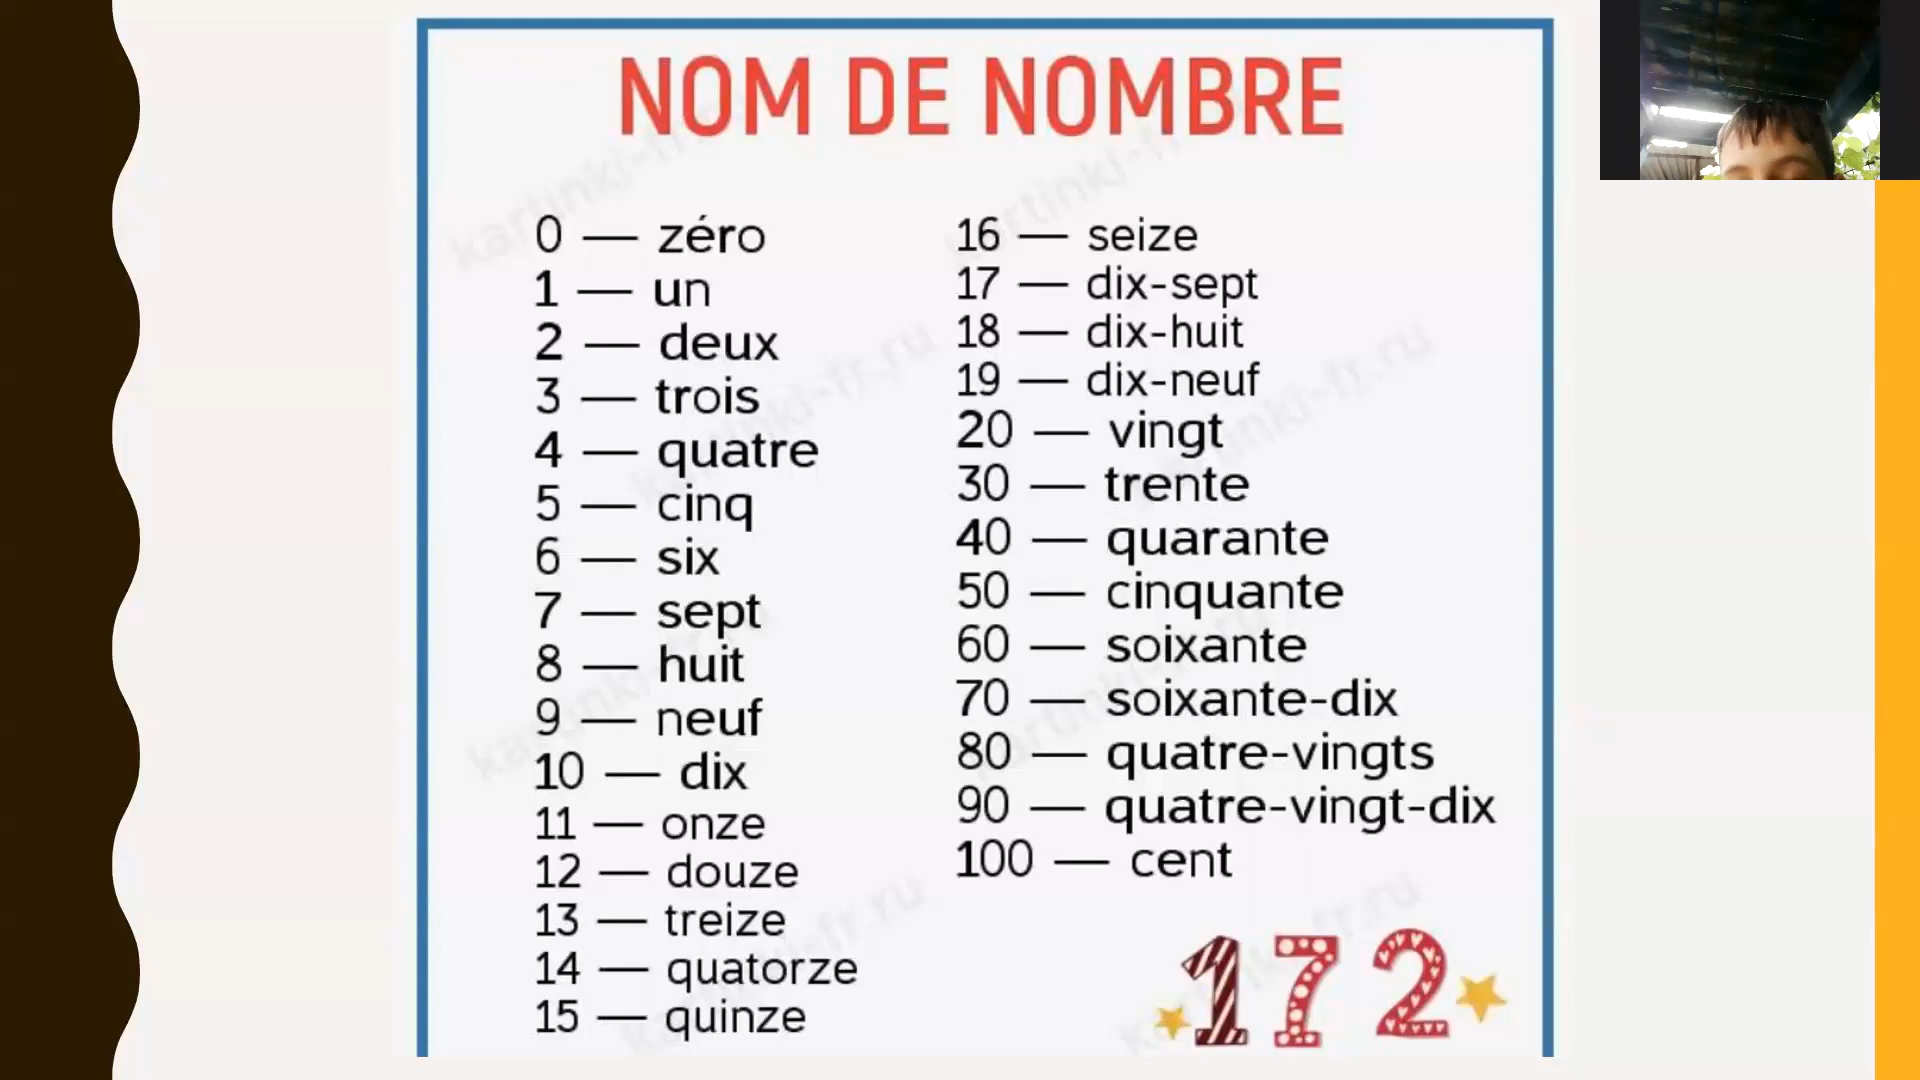 NOM DE NOMBRE
0 — zéro
1 — un
2 — deux
3 — trois
4 — quatre
5 — cinq
6 — six
7 — sept
8 — huit
9 — neuf
10 — dix
11 — onze
12 — douze
13 — treize
14 — quatorze
15 — quinze
16 — seize
17 — dix-sept
18 — dix-huit
19 — dix-neuf
20 — vingt
30 — trente
40 — quarante
50 — cinquante
60 — soixante
70 — soixante-dix
80 — quatre-vingts
90 — quatre-vingt-dix
100 — cent
172
kartinki-fr.ru